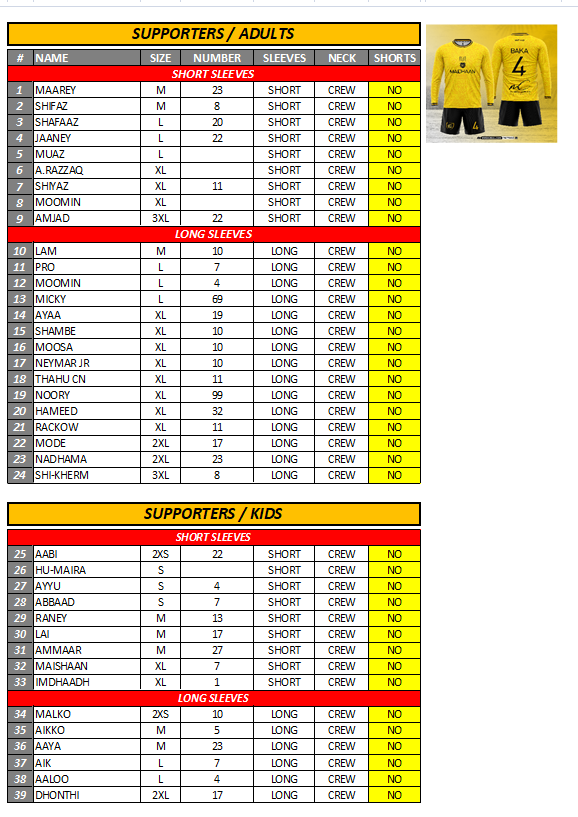 SUPPORTERS / ADULTS
# NAME SIZE NUMBER SLEEVES NECK SHORTS
SHORT SLEEVES
1 MAAREY M 23 SHORT CREW NO
2 SHIFAZ M 8 SHORT CREW NO
3 SHAFAAZ L 20 SHORT CREW NO
4 JAANEY L 22 SHORT CREW NO
5 MUAZ L SHORT CREW NO
6 A.RAZZAQ XL SHORT CREW NO
7 SHIYAZ XL 11 SHORT CREW NO
8 MOOMIN XL SHORT CREW NO
9 AMJAD 3XL 22 SHORT CREW NO
LONG SLEEVES
10 LAM M 10 LONG CREW NO
11 PRO L 7 LONG CREW NO
12 MOOMIN L 4 LONG CREW NO
13 MICKY L 69 LONG CREW NO
14 AYAA XL 19 LONG CREW NO
15 SHAMBE XL 10 LONG CREW NO
16 MOOSA XL 10 LONG CREW NO
17 NEYMAR JR XL 10 LONG CREW NO
18 THAHU CN XL 11 LONG CREW NO
19 NOORY XL 99 LONG CREW NO
20 HAMEED XL 32 LONG CREW NO
21 RACKOW XL 11 LONG CREW NO
22 MODE 2XL 17 LONG CREW NO
23 NADHAMA 2XL 23 LONG CREW NO
24 SHI-KHERM 3XL 8 LONG CREW NO
SUPPORTERS / KIDS
SHORT SLEEVES
25 AABI 2XS 22 SHORT CREW NO
26 HU-MAIRA S SHORT CREW NO
27 AYYU S 4 SHORT CREW NO
28 ABBAAD S 7 SHORT CREW NO
29 RANEY M 13 SHORT CREW NO
30 LAI M 17 SHORT CREW NO
31 AMMAAR M 27 SHORT CREW NO
32 MAISHAAN XL 7 SHORT CREW NO
33 IMDHAADH XL 1 SHORT CREW NO
LONG SLEEVES
34 MALKO 2XS 10 LONG CREW NO
35 AIKKO M 5 LONG CREW NO
36 AAYA M 23 LONG CREW NO
37 AIK L 7 LONG CREW NO
38 AALOO L 4 LONG CREW NO
39 DHONTHI 2XL 17 LONG CREW NO
BAKA
4
MADHAAN
4